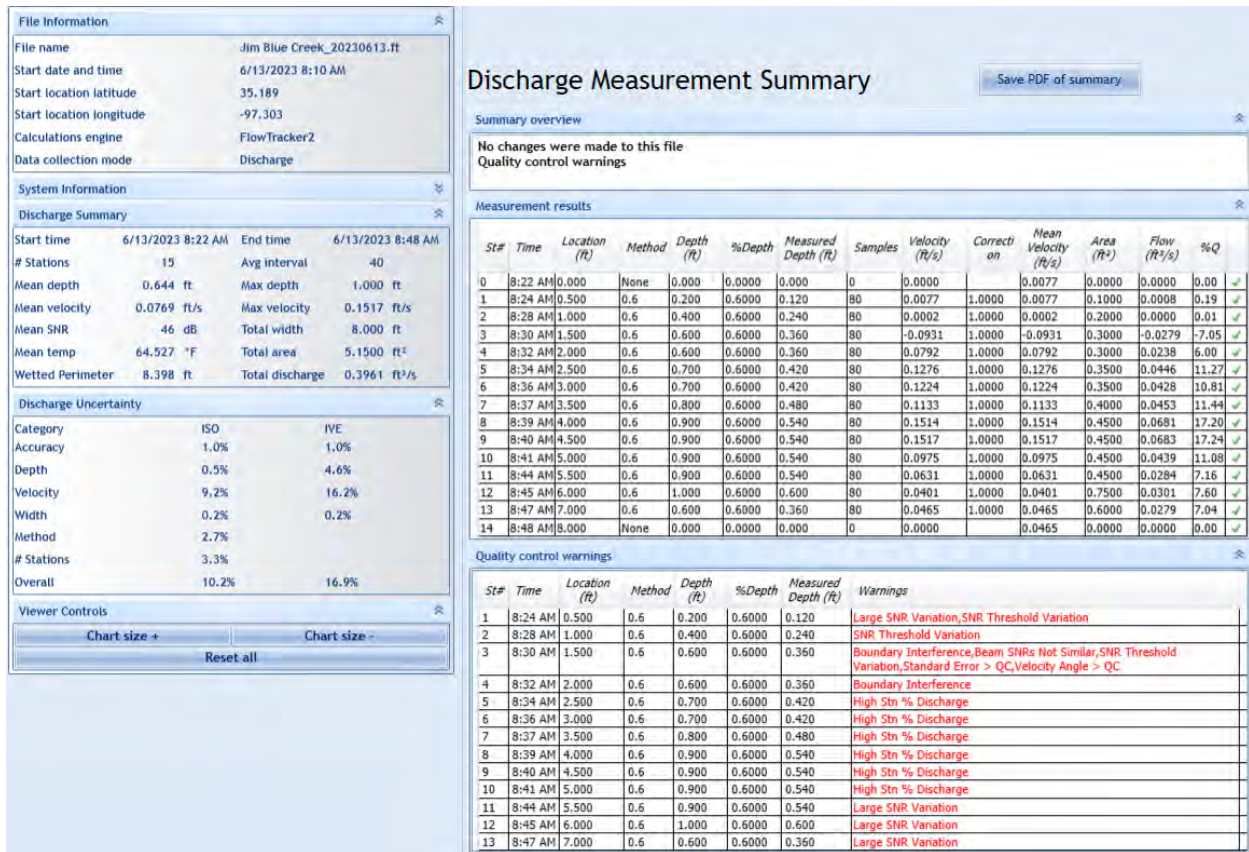 File Information
File name Jim Blue Creek_20230613.ft
Start date and time 6/13/2023 8:10 AM
Start location latitude 35.189
Start location longitude -97.303
Calculations engine FlowTracker2
Data collection mode Discharge
System Information
Discharge Summary
Start time 6/13/2023 8:22 AM End time 6/13/2023 8:48 AM
# Stations 15 Avg interval 40
Mean depth 0.644 ft Max depth 1.000 ft
Mean velocity 0.0769 ft/s Max velocity 0.1517 ft/s
Mean SNR 46 dB Total width 8.000 ft
Mean temp 64.527 °F Total area 5.1500 ft²
Wetted Perimeter 8.398 ft Total discharge 0.3961 ft³/s
Discharge Uncertainty
Category ISO IVE
Accuracy 1.0% 1.0%
Depth 0.5% 4.6%
Velocity 9.2% 16.2%
Width 0.2% 0.2%
Method 2.7%
# Stations 3.3%
Overall 10.2% 16.9%
Viewer Controls
Chart size + Chart size -
Reset all
Discharge Measurement Summary
Save PDF of summary
Summary overview
No changes were made to this file
Quality control warnings
Measurement results
St# Time Location (ft) Method Depth (ft) %Depth Measured Depth (ft) Samples Velocity (ft/s) Correcti on Mean Velocity (ft/s) Area (ft²) Flow (ft³/s) %Q
0 8:22 AM 0.000 None 0.000 0.0000 0.000 0 0.0000 0.0077 0.0000 0.0000 0.00
1 8:24 AM 0.500 0.6 0.200 0.6000 0.120 80 0.0077 1.0000 0.0077 0.1000 0.0008 0.19
2 8:28 AM 1.000 0.6 0.400 0.6000 0.240 80 0.0002 1.0000 0.0002 0.2000 0.0000 0.01
3 8:30 AM 1.500 0.6 0.600 0.6000 0.360 80 -0.0931 1.0000 -0.0931 0.3000 -0.0279 -7.05
4 8:32 AM 2.000 0.6 0.600 0.6000 0.360 80 0.0792 1.0000 0.0792 0.3000 0.0238 6.00
5 8:34 AM 2.500 0.6 0.700 0.6000 0.420 80 0.1276 1.0000 0.1276 0.3500 0.0446 11.27
6 8:36 AM 3.000 0.6 0.700 0.6000 0.420 80 0.1224 1.0000 0.1224 0.3500 0.0428 10.81
7 8:37 AM 3.500 0.6 0.800 0.6000 0.480 80 0.1133 1.0000 0.1133 0.4000 0.0453 11.44
8 8:39 AM 4.000 0.6 0.900 0.6000 0.540 80 0.1514 1.0000 0.1514 0.4500 0.0681 17.20
9 8:40 AM 4.500 0.6 0.900 0.6000 0.540 80 0.1517 1.0000 0.1517 0.4500 0.0683 17.24
10 8:41 AM 5.000 0.6 0.900 0.6000 0.540 80 0.0975 1.0000 0.0975 0.4500 0.0439 11.08
11 8:44 AM 5.500 0.6 0.900 0.6000 0.540 80 0.0631 1.0000 0.0631 0.4500 0.0284 7.16
12 8:45 AM 6.000 0.6 1.000 0.6000 0.600 80 0.0401 1.0000 0.0401 0.7500 0.0301 7.60
13 8:47 AM 7.000 0.6 0.600 0.6000 0.360 80 0.0465 1.0000 0.0465 0.6000 0.0279 7.04
14 8:48 AM 8.000 None 0.000 0.0000 0.000 0 0.0000 0.0465 0.0000 0.0000 0.00
Quality control warnings
St# Time Location (ft) Method Depth (ft) %Depth Measured Depth (ft) Warnings
1 8:24 AM 0.500 0.6 0.200 0.6000 0.120 Large SNR Variation,SNR Threshold Variation
2 8:28 AM 1.000 0.6 0.400 0.6000 0.240 SNR Threshold Variation
3 8:30 AM 1.500 0.6 0.600 0.6000 0.360 Boundary Interference,Beam SNRs Not Similar,SNR Threshold
Variation,Standard Error > QC,Velocity Angle > QC
4 8:32 AM 2.000 0.6 0.600 0.6000 0.360 Boundary Interference
5 8:34 AM 2.500 0.6 0.700 0.6000 0.420 High Stn % Discharge
6 8:36 AM 3.000 0.6 0.700 0.6000 0.420 High Stn % Discharge
7 8:37 AM 3.500 0.6 0.800 0.6000 0.480 High Stn % Discharge
8 8:39 AM 4.000 0.6 0.900 0.6000 0.540 High Stn % Discharge
9 8:40 AM 4.500 0.6 0.900 0.6000 0.540 High Stn % Discharge
10 8:41 AM 5.000 0.6 0.900 0.6000 0.540 High Stn % Discharge
11 8:44 AM 5.500 0.6 0.900 0.6000 0.540 Large SNR Variation
12 8:45 AM 6.000 0.6 1.000 0.6000 0.600 Large SNR Variation
13 8:47 AM 7.000 0.6 0.600 0.6000 0.360 Large SNR Variation